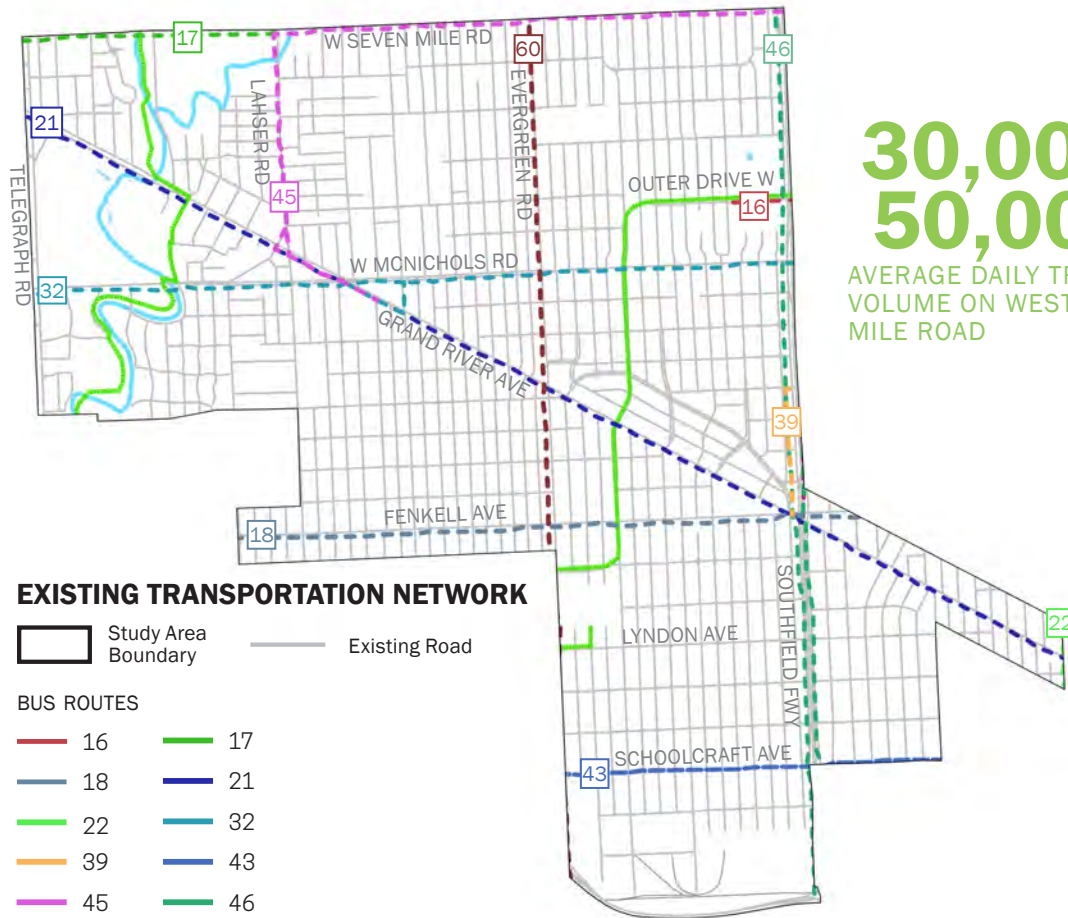 17
W SEVEN MILE RD
60
46
LAHSER RD
EVERGREEN RD
21
TELEGRAPH RD
45
OUTER DRIVE W
16
W MCNICHOLS RD
32
GRAND RIVER AVE
39
FENKELL AVE
18
SOUTHFIELD FWY
LYNDON AVE
22
SCHOOLCRAFT AVE
43
30,00
50,00
AVERAGE DAILY TR
VOLUME ON WEST
MILE ROAD
EXISTING TRANSPORTATION NETWORK
Study Area
Boundary
Existing Road
BUS ROUTES
16
17
18
21
22
32
39
43
45
46